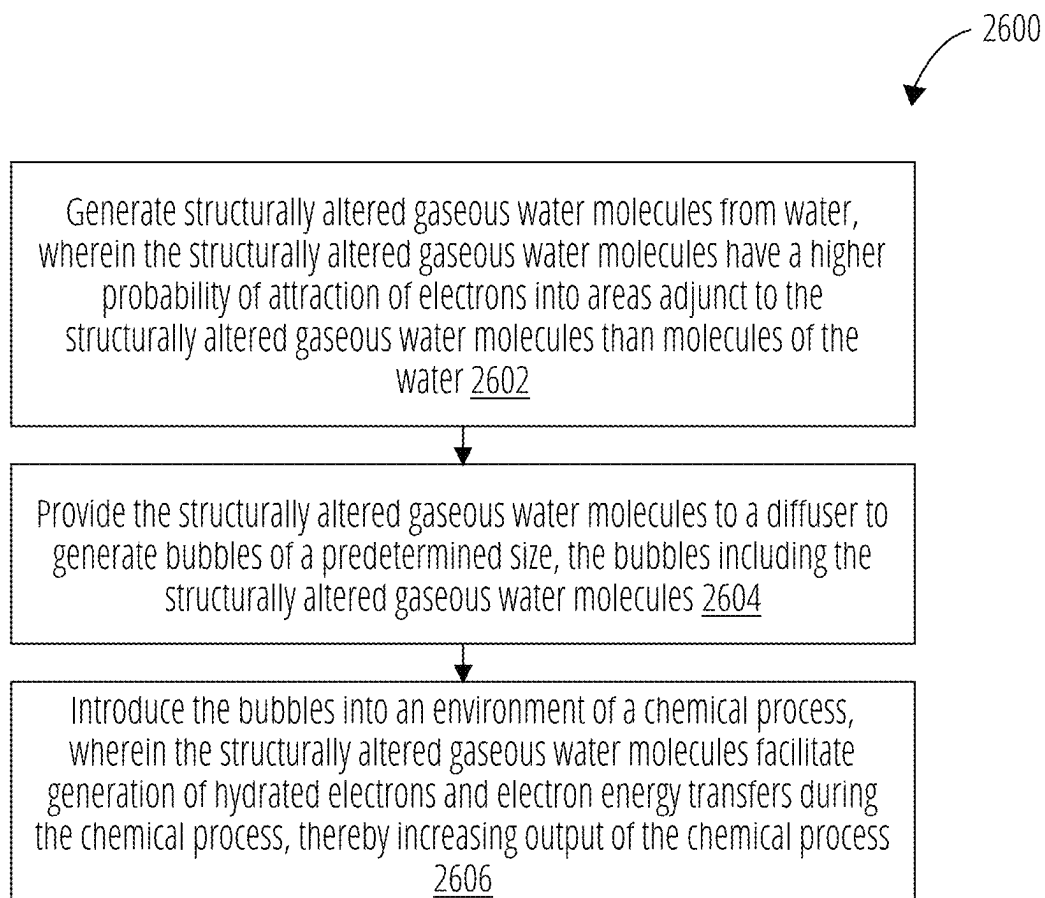 2600
Generate structurally altered gaseous water molecules from water,
wherein the structurally altered gaseous water molecules have a higher
probability of attraction of electrons into areas adjunct to the
structurally altered gaseous water molecules than molecules of the
water 2602
Provide the structurally altered gaseous water molecules to a diffuser to
generate bubbles of a predetermined size, the bubbles including the
structurally altered gaseous water molecules 2604
Introduce the bubbles into an environment of a chemical process,
wherein the structurally altered gaseous water molecules facilitate
generation of hydrated electrons and electron energy transfers during
the chemical process, thereby increasing output of the chemical process
2606